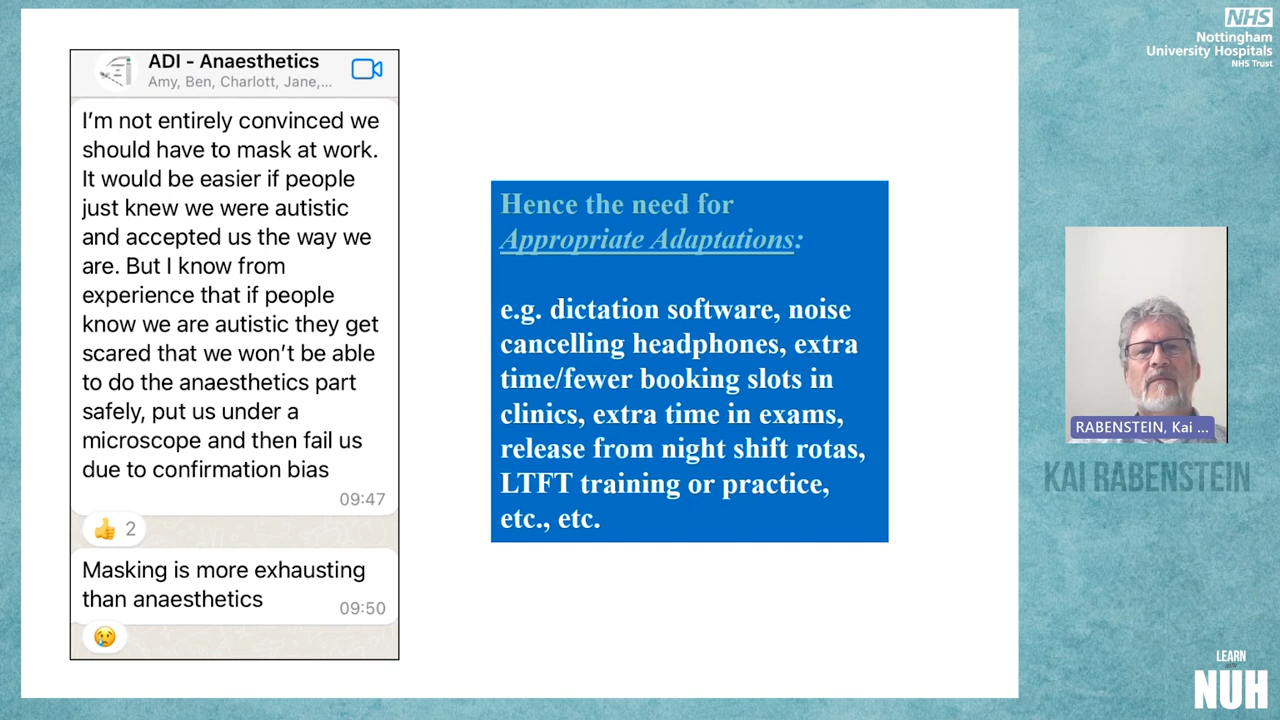 ADI - Anaesthetics
Amy, Ben, Charlott, Jane,...
I'm not entirely convinced we
should have to mask at work.
It would be easier if people
just knew we were autistic
and accepted us the way we
are. But I know from
experience that if people
know we are autistic they get
scared that we won't be able
to do the anaesthetics part
safely, put us under a
microscope and then fail us
due to confirmation bias
09:47
👍 2
Masking is more exhausting
than anaesthetics
09:50
😢
Hence the need for
Appropriate Adaptations:
e.g. dictation software, noise
cancelling headphones, extra
time/fewer booking slots in
clinics, extra time in exams,
release from night shift rotas,
LTFT training or practice,
etc., etc.
NHS
Nottingham
University Hospitals
NHS Trust
RABENSTEIN, Kai ...
KAI RABENSTEIN
LEARN
NUH